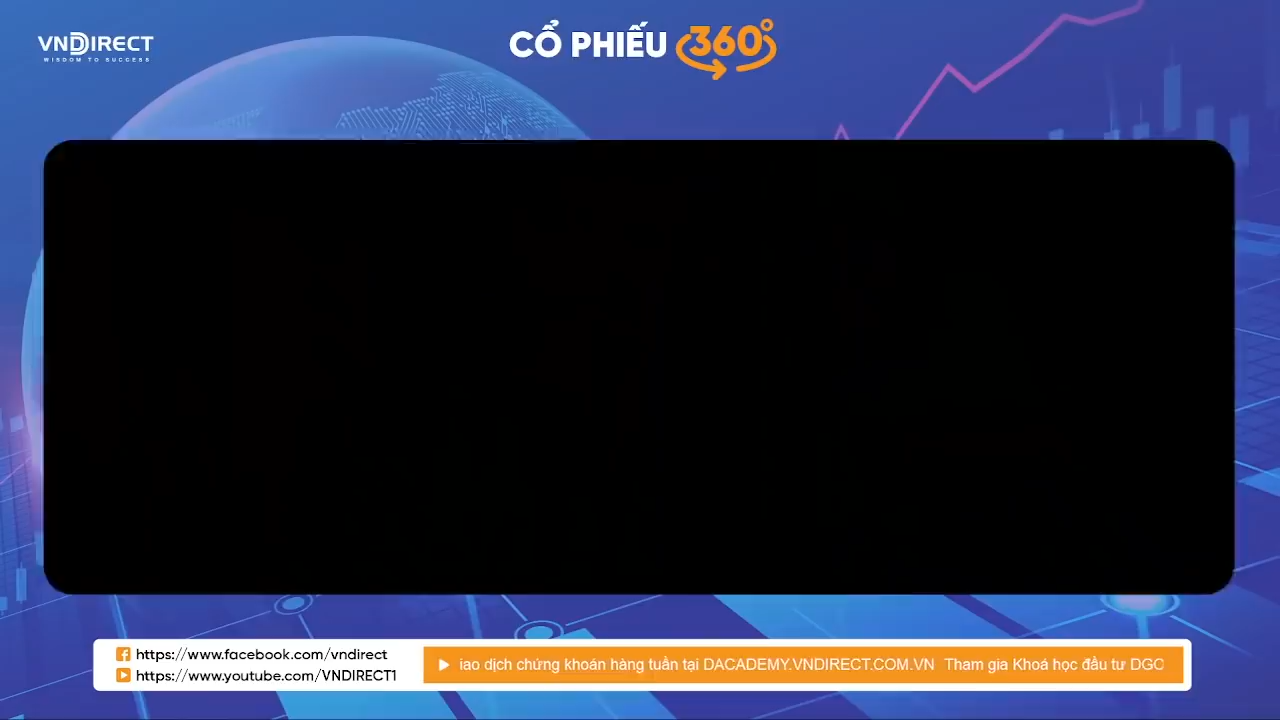 VNDIRECT
WISDOM TO SUCCESS
CỔ PHIẾU 360°
https://www.facebook.com/vndirect
https://www.youtube.com/VNDIRECT1
iao dịch chứng khoán hàng tuần tại DACADEMY.VNDIRECT.COM.VN Tham gia Khoá học đầu tư DGO